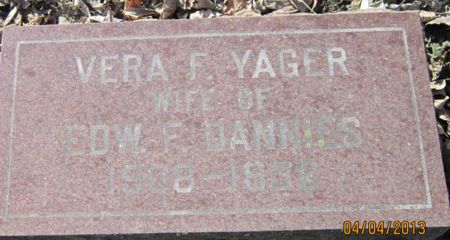 VERA F. YAGER
WIFE OF
EDW. F. DANNIES
1908-1938
04/04/2013